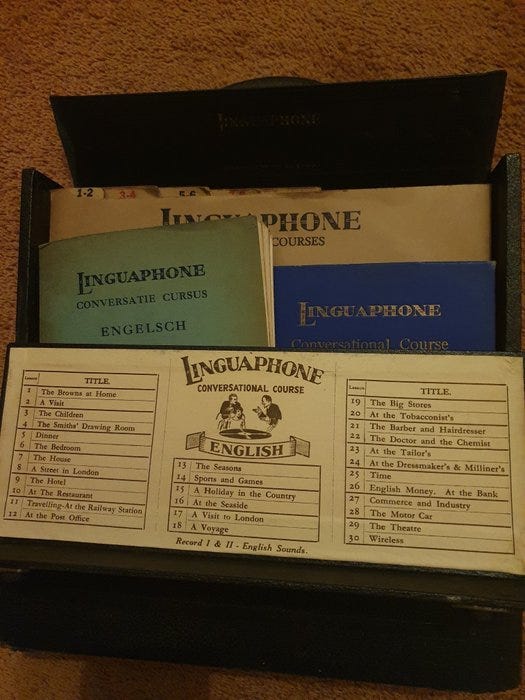 LINGUAPHONE
1-2 3-4 5-6
LINGUAPHONE
COURSES
LINGUAPHONE
CONVERSATIE CURSUS
ENGELSCH
LINGUAPHONE
Conversational Course
LINGUAPHONE
CONVERSATIONAL COURSE
ENGLISH
Lesson TITLE.
1 The Browns at Home
2 A Visit
3 The Children
4 The Smiths' Drawing Room
5 Dinner
6 The Bedroom
7 The House
8 A Street in London
9 The Hotel
10 At The Restaurant
11 Travelling-At the Railway Station
12 At the Post Office
13 The Seasons
14 Sports and Games
15 A Holiday in the Country
16 At the Seaside
17 A Visit to London
18 A Voyage
Record I & II - English Sounds.
Lesson TITLE.
19 The Big Stores
20 At the Tobacconist's
21 The Barber and Hairdresser
22 The Doctor and the Chemist
23 At the Tailor's
24 At the Dressmaker's & Milliner's
25 Time
26 English Money. At the Bank
27 Commerce and Industry
28 The Motor Car
29 The Theatre
30 Wireless